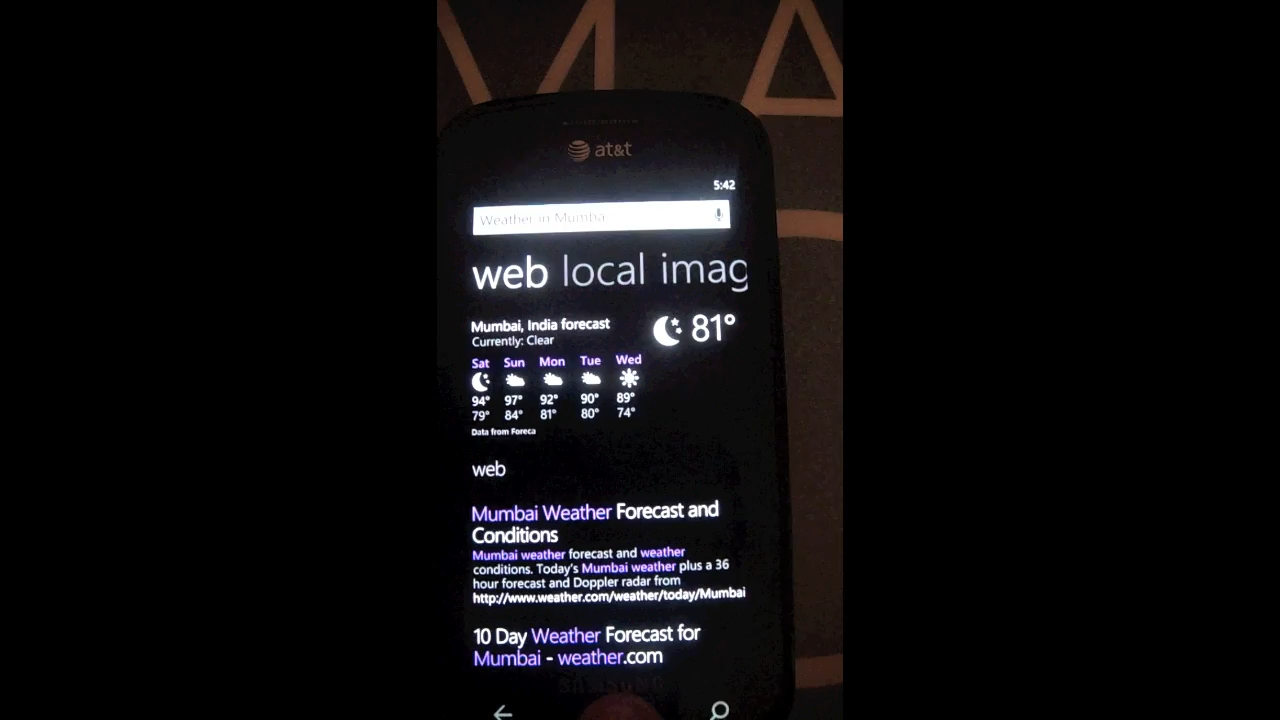 MA
at&t
5:42
Weather in Mumba
web local imag
Mumbai, India forecast
81°
Currently: Clear
Sat Sun Mon Tue Wed
94° 97° 92° 90° 89°
79° 84° 81° 80° 74°
Data from Foreca
web
Mumbai Weather Forecast and
Conditions
Mumbai weather forecast and weather
conditions. Today's Mumbai weather plus a 36
hour forecast and Doppler radar from
http://www.weather.com/weather/today/Mumbai
10 Day Weather Forecast for
Mumbai - weather.com
SAMSUNG